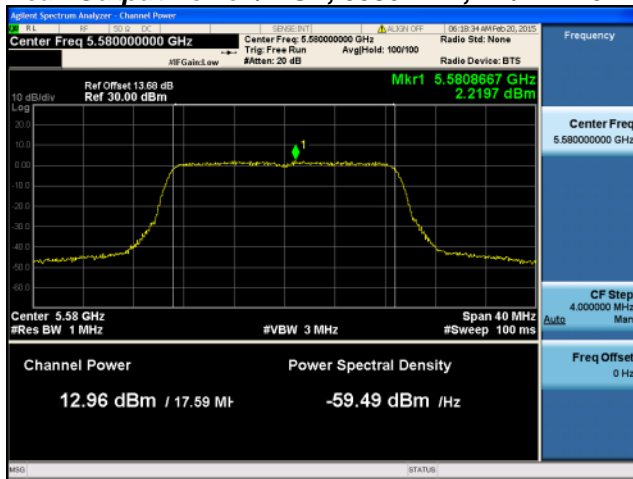 Agilent Spectrum Analyzer - Channel Power
RL RF 50 Ω DC SENSE:INT ALIGN OFF 06:18:34 AM Feb 20, 2015
Center Freq 5.580000000 GHz
Center Freq: 5.580000000 GHz Radio Std: None
Trig: Free Run Avg|Hold: 100/100
#IFGain:Low #Atten: 20 dB Radio Device: BTS
Frequency
Mkr1 5.5808667 GHz
2.2197 dBm
Ref Offset 13.68 dB
10 dB/div Ref 30.00 dBm
Log
20.0
10.0
0.00
-10.0
-20.0
-30.0
-40.0
-50.0
-60.0
1
Center Freq
5.580000000 GHz
Center 5.58 GHz Span 40 MHz
#Res BW 1 MHz #VBW 3 MHz #Sweep 100 ms
CF Step
4.000000 MHz
Auto Man
Channel Power Power Spectral Density
12.96 dBm / 17.59 MH
-59.49 dBm /Hz
Freq Offset
0 Hz
MSG STATUS